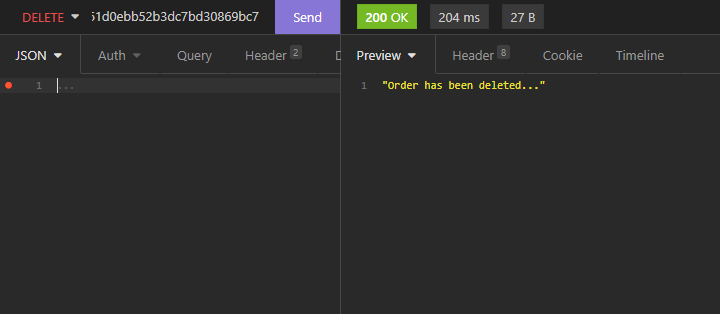 DELETE 51d0ebb52b3dc7bd30869bc7 Send 200 OK 204 ms 27 B
JSON Auth Query Header 2 Preview Header 8 Cookie Timeline
1 ...
1 "Order has been deleted..."